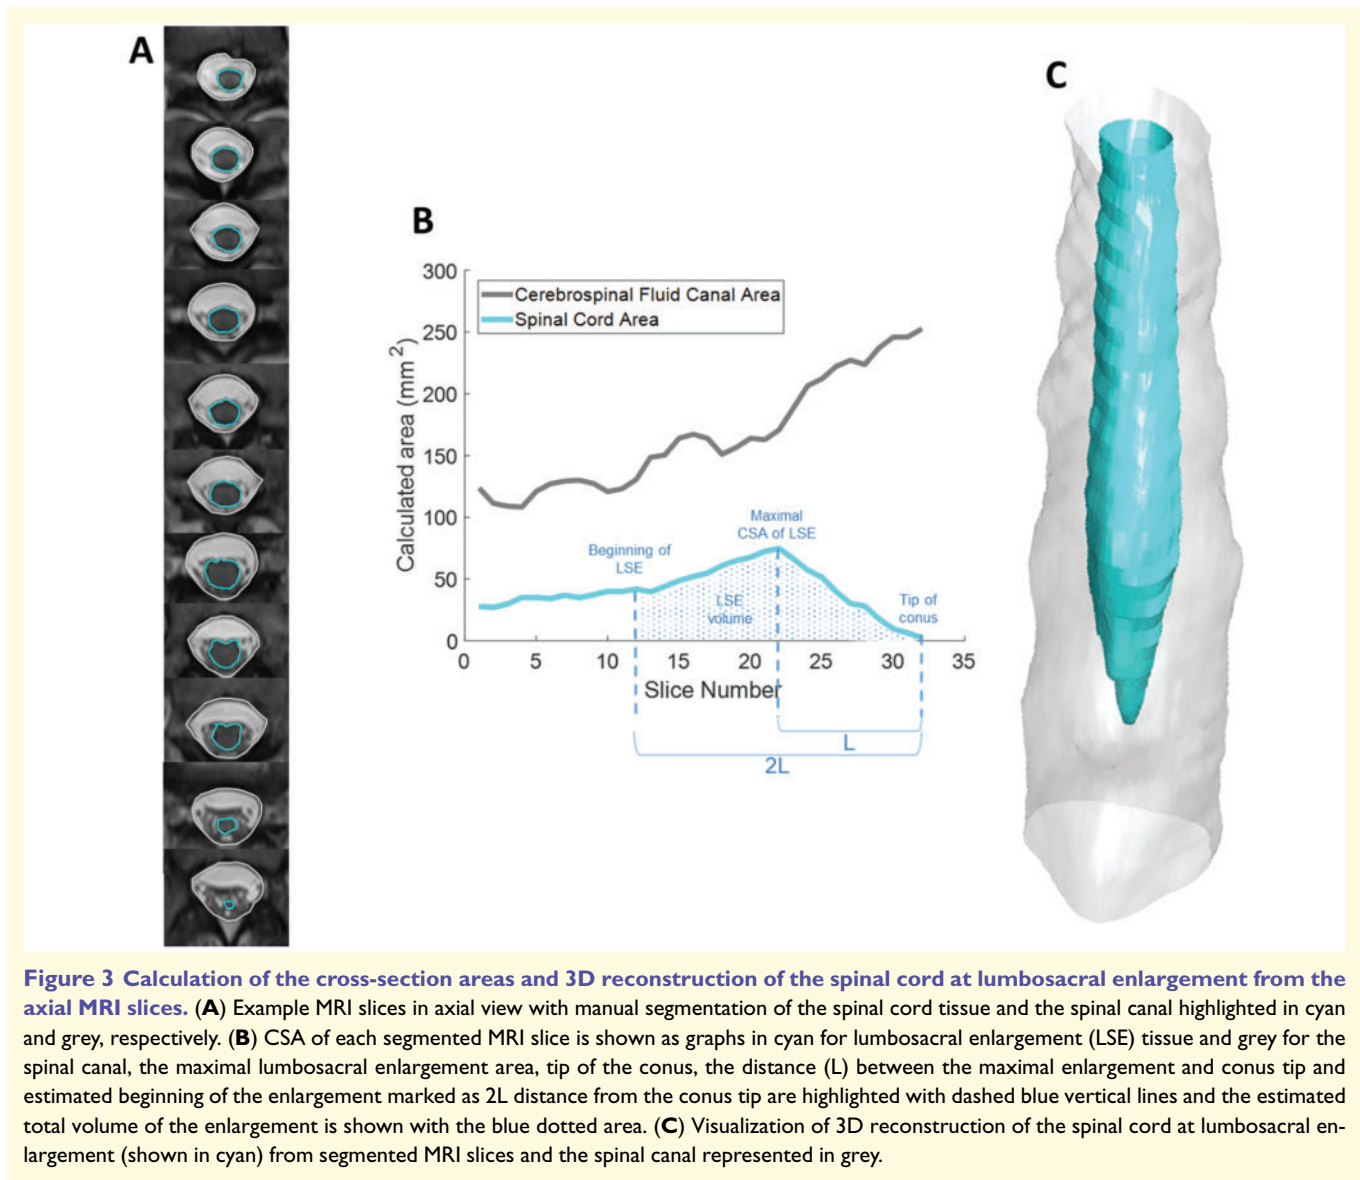 A
B
C
300
250
200
150
100
50
0
Calculated area (mm²)
Cerebrospinal Fluid Canal Area
Spinal Cord Area
Maximal
CSA of LSE
Beginning of
LSE
LSE
volume
Tip of
conus
0 5 10 15 20 25 30 35
Slice Number
L
2L
Figure 3 Calculation of the cross-section areas and 3D reconstruction of the spinal cord at lumbosacral enlargement from the
axial MRI slices. (A) Example MRI slices in axial view with manual segmentation of the spinal cord tissue and the spinal canal highlighted in cyan
and grey, respectively. (B) CSA of each segmented MRI slice is shown as graphs in cyan for lumbosacral enlargement (LSE) tissue and grey for the
spinal canal, the maximal lumbosacral enlargement area, tip of the conus, the distance (L) between the maximal enlargement and conus tip and
estimated beginning of the enlargement marked as 2L distance from the conus tip are highlighted with dashed blue vertical lines and the estimated
total volume of the enlargement is shown with the blue dotted area. (C) Visualization of 3D reconstruction of the spinal cord at lumbosacral en-
largement (shown in cyan) from segmented MRI slices and the spinal canal represented in grey.